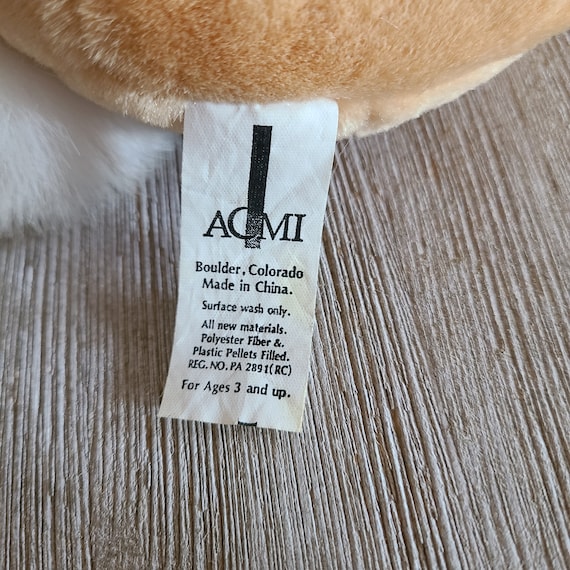 ACMI
Boulder, Colorado
Made in China.
Surface wash only.
All new materials.
Polyester Fiber &.
Plastic Pellets Filled.
REG. NO. PA 2891(RC)
For Ages 3 and up.